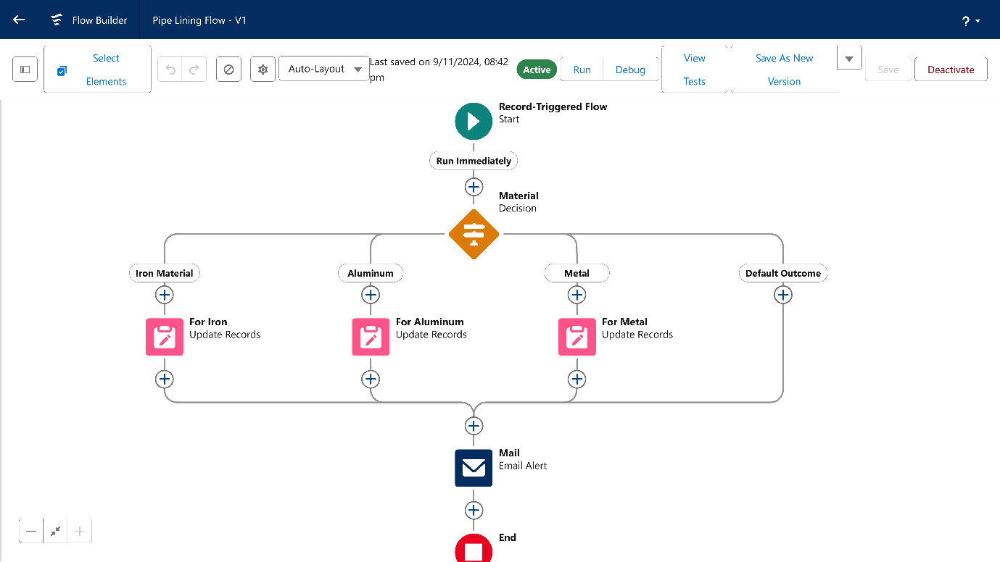 Flow Builder
Pipe Lining Flow - V1
?
Select
Elements
Auto-Layout
Last saved on 9/11/2024, 08:42
pm
Active
Run
Debug
View
Tests
Save As New
Version
Save
Deactivate
Record-Triggered Flow
Start
Run Immediately
Material
Decision
Iron Material
Aluminum
Metal
Default Outcome
For Iron
Update Records
For Aluminum
Update Records
For Metal
Update Records
Mail
Email Alert
End